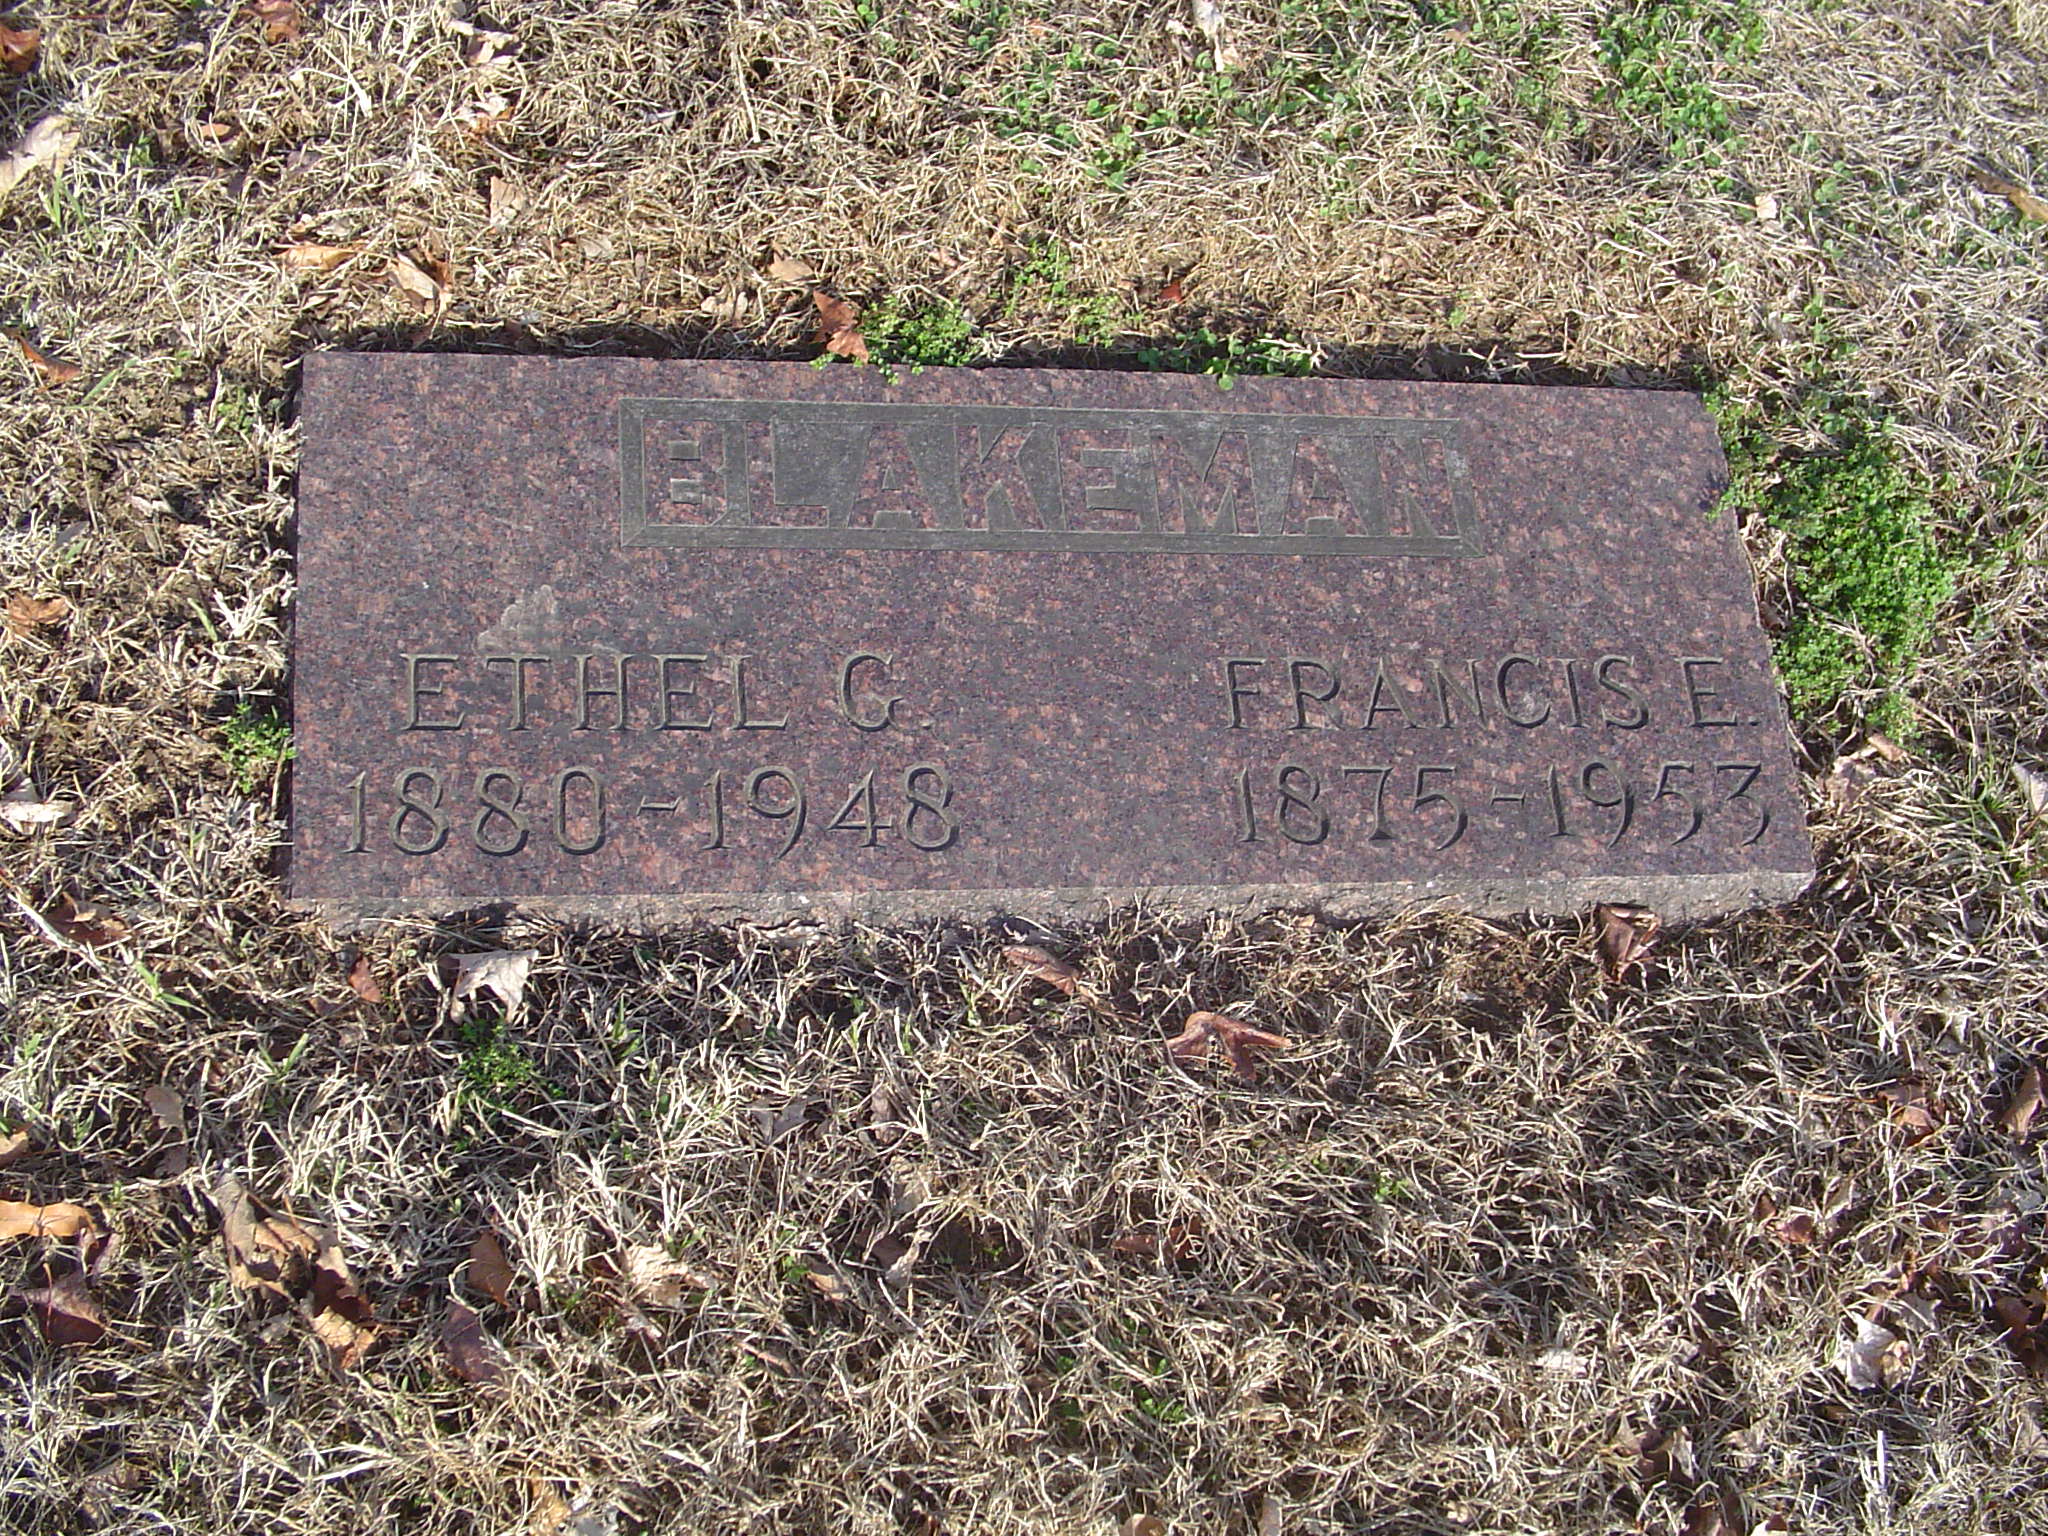 BLAKEMAN
ETHEL G. FRANCIS E.
1880-1948 1875-1953